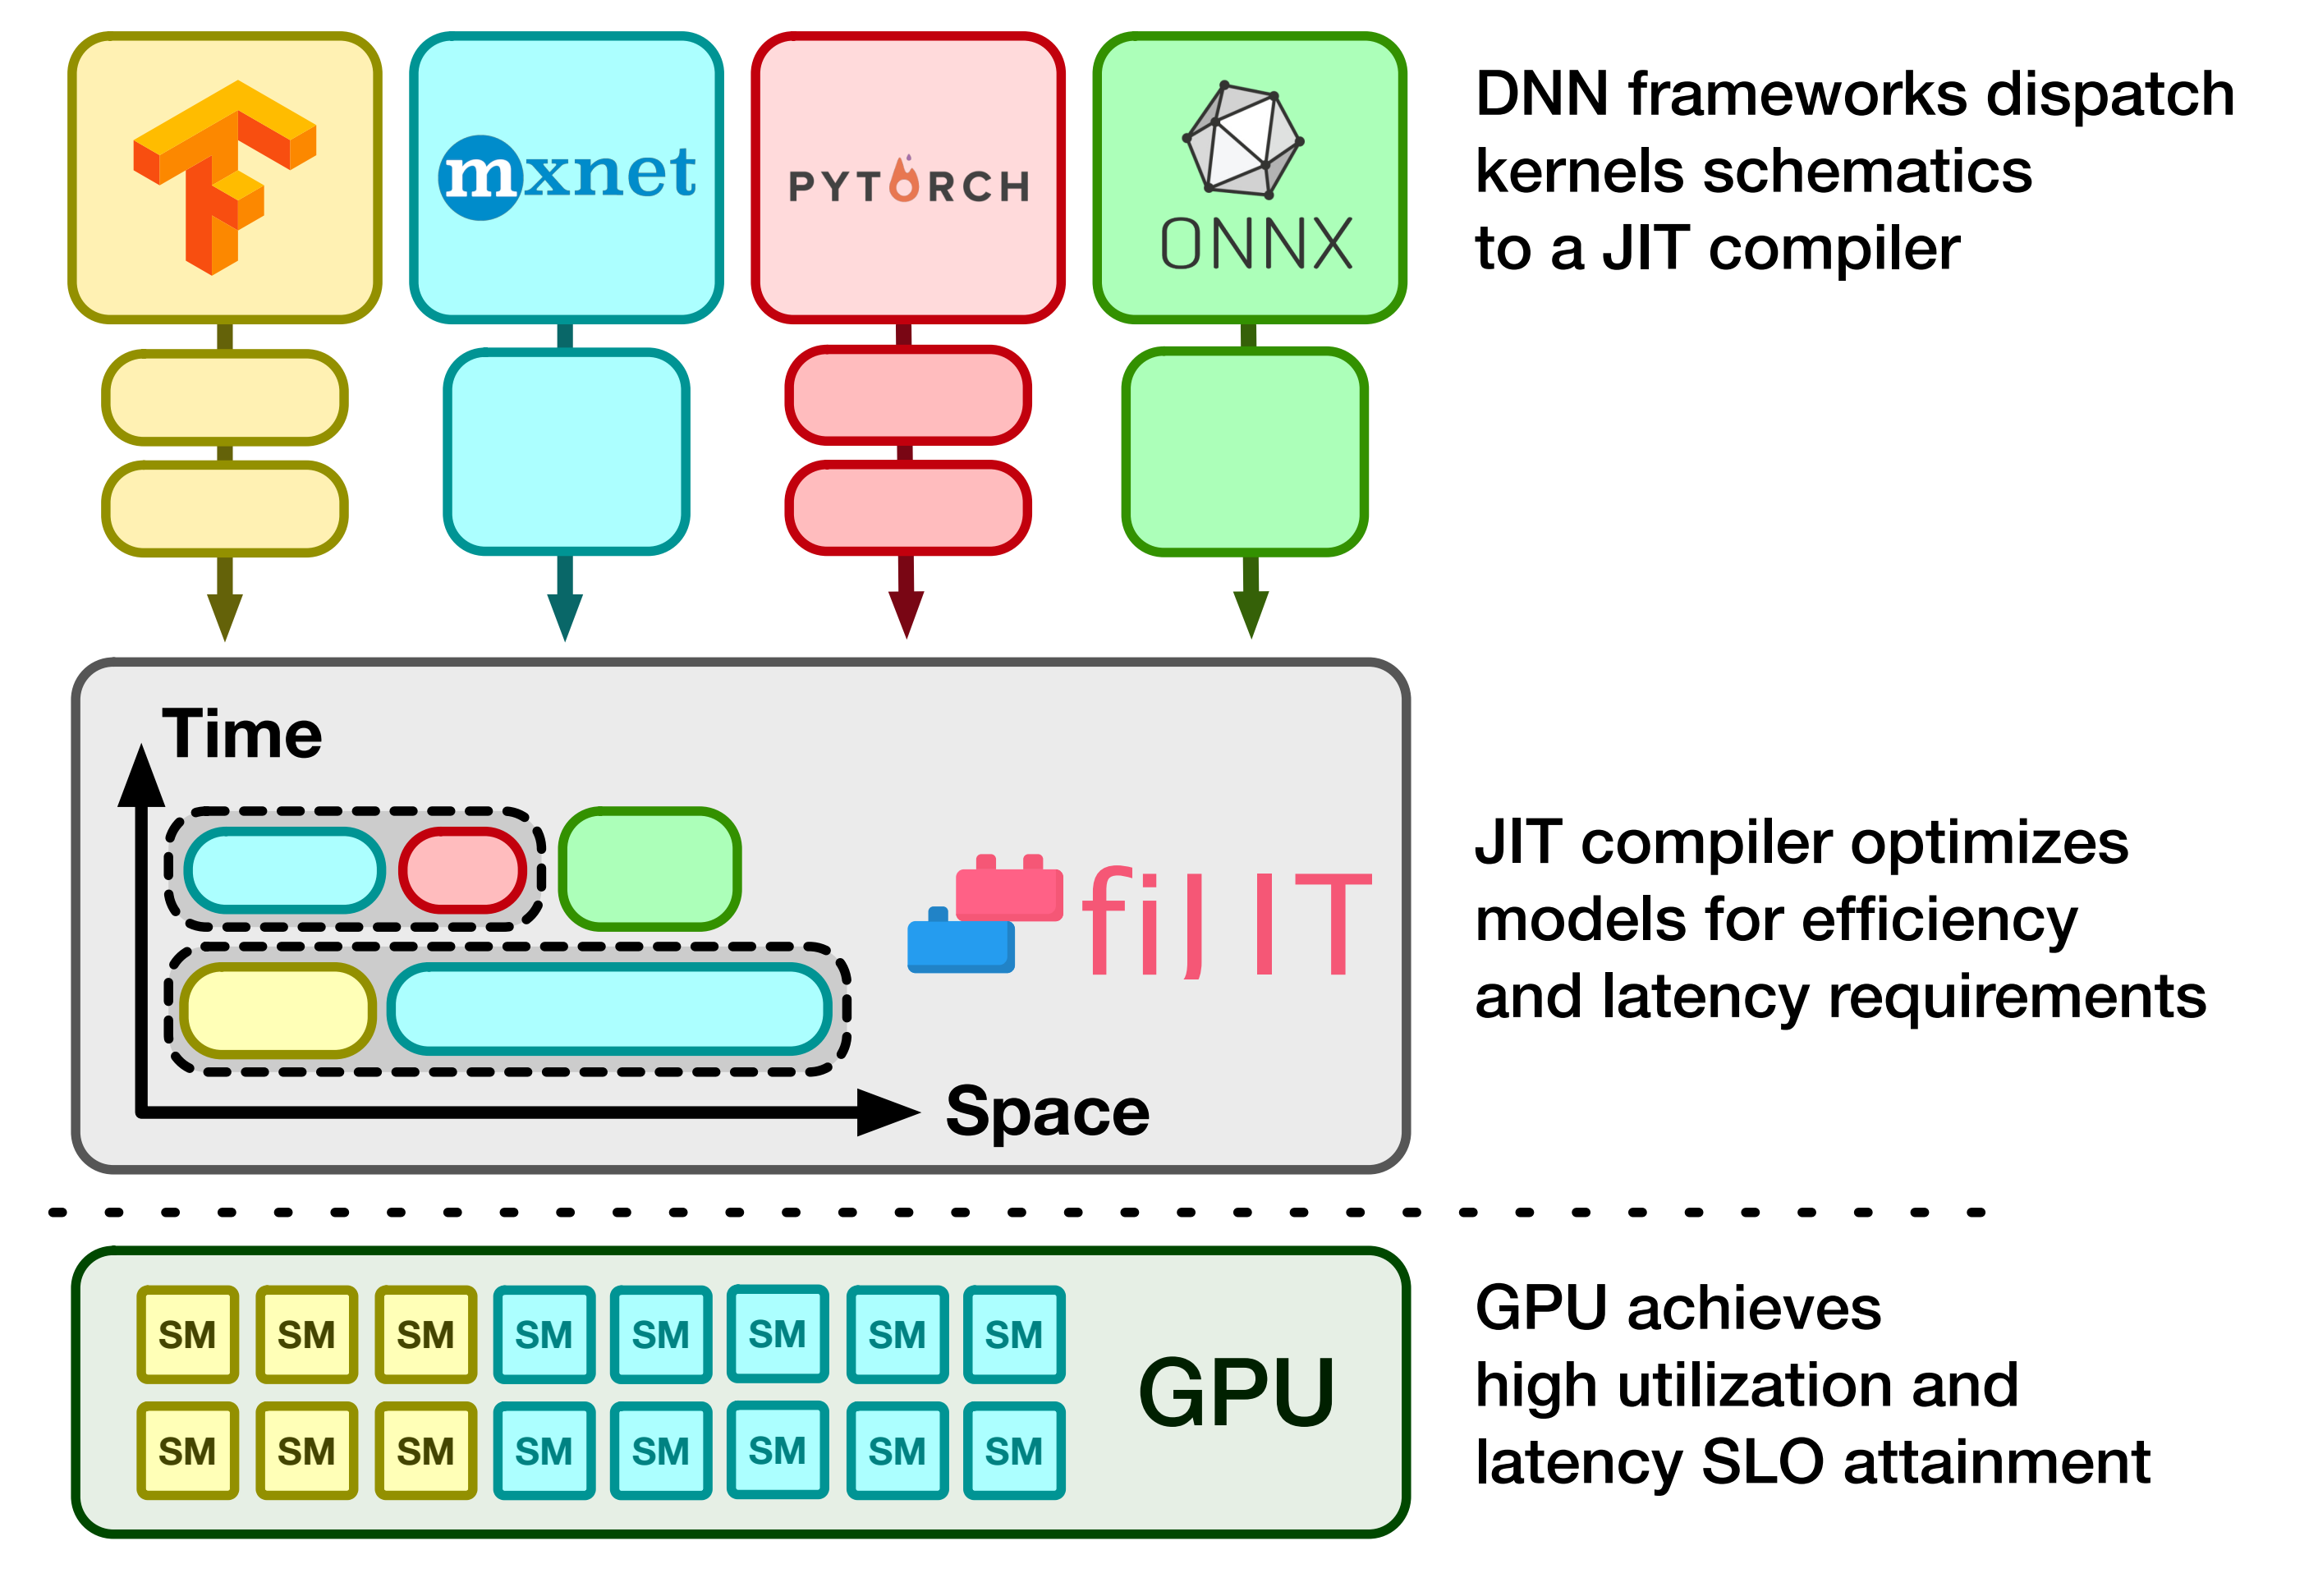 mxnet
PYTORCH
ONNX
DNN frameworks dispatch
kernels schematics
to a JIT compiler
Time
fiJIT
Space
JIT compiler optimizes
models for efficiency
and latency requirements
SM SM SM SM SM SM SM SM
SM SM SM SM SM SM SM SM
GPU
GPU achieves
high utilization and
latency SLO attainment